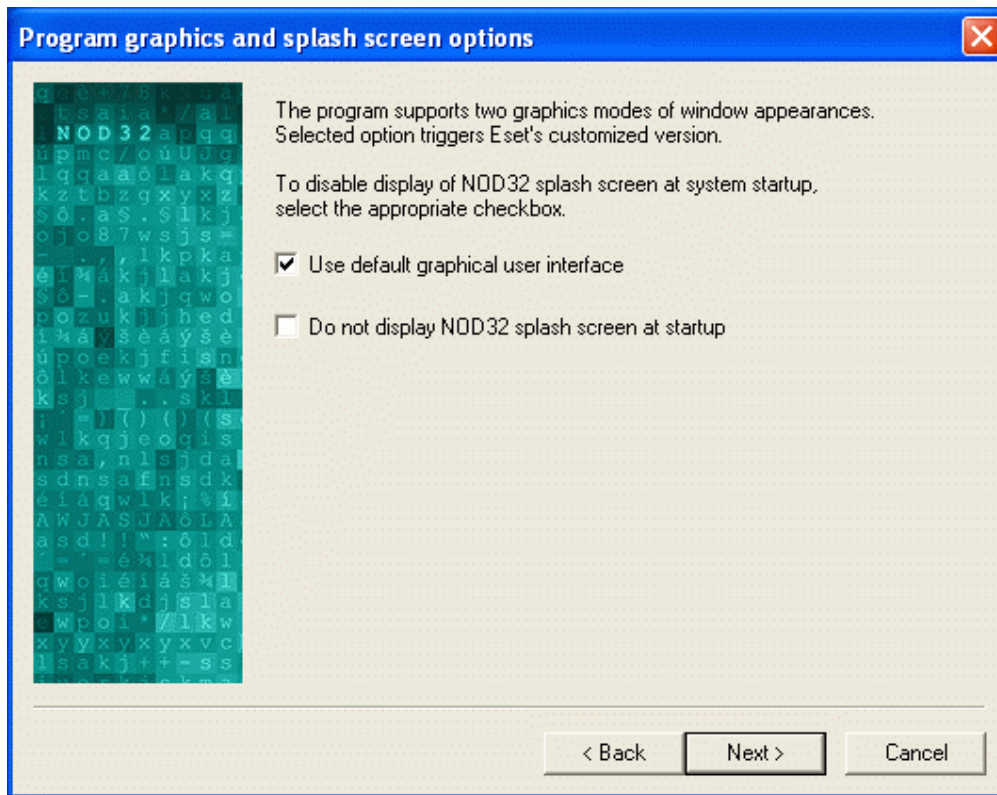 Program graphics and splash screen options
NOD32
The program supports two graphics modes of window appearances.
Selected option triggers Eset's customized version.
To disable display of NOD32 splash screen at system startup,
select the appropriate checkbox.
Use default graphical user interface
Do not display NOD32 splash screen at startup
< Back
Next >
Cancel